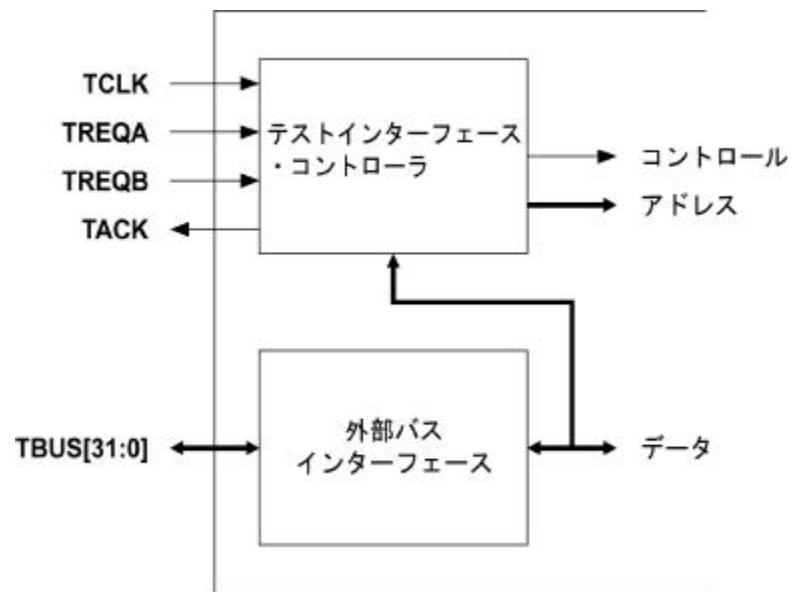 TCLK
TREQA
TREQB
TACK
テストインターフェース
・コントローラ
コントロール
アドレス
TBUS[31:0]
外部バス
インターフェース
データ